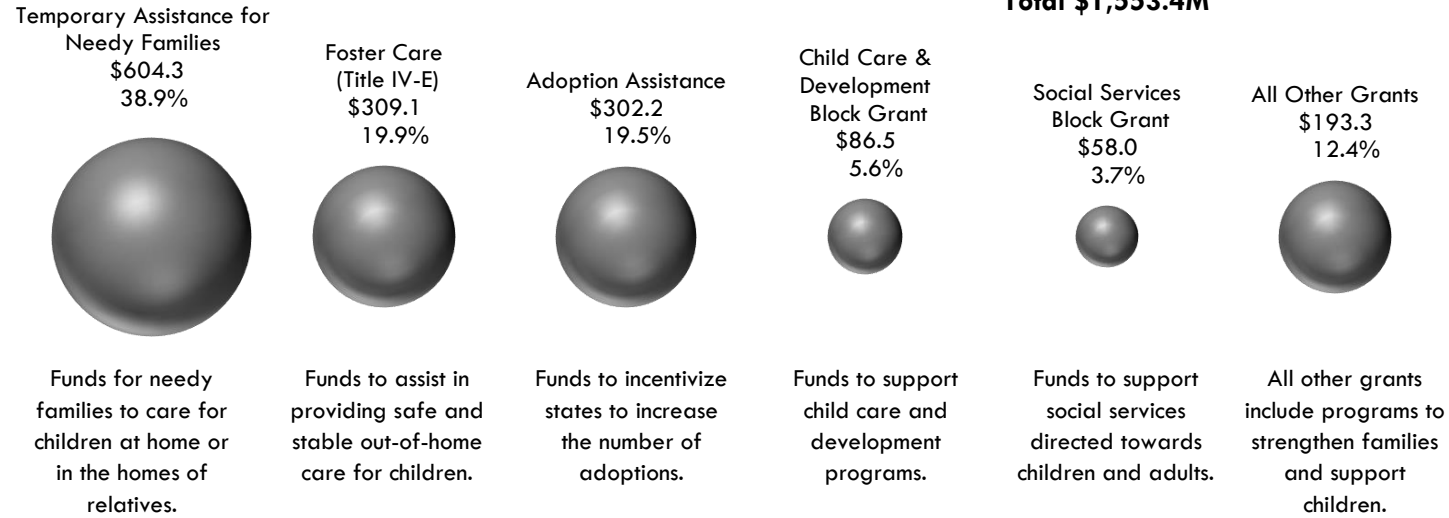 Total $1,553.4M
Temporary Assistance for
Needy Families
$604.3
38.9%
Foster Care
(Title IV-E)
$309.1
19.9%
Adoption Assistance
$302.2
19.5%
Child Care &
Development
Block Grant
$86.5
5.6%
Social Services
Block Grant
$58.0
3.7%
All Other Grants
$193.3
12.4%
Funds for needy
families to care for
children at home or
in the homes of
relatives.
Funds to assist in
providing safe and
stable out-of-home
care for children.
Funds to incentivize
states to increase
the number of
adoptions.
Funds to support
child care and
development
programs.
Funds to support
social services
directed towards
children and adults.
All other grants
include programs to
strengthen families
and support
children.